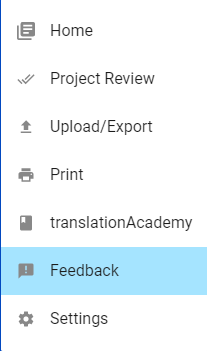 Home
Project Review
Upload/Export
Print
translationAcademy
Feedback
Settings